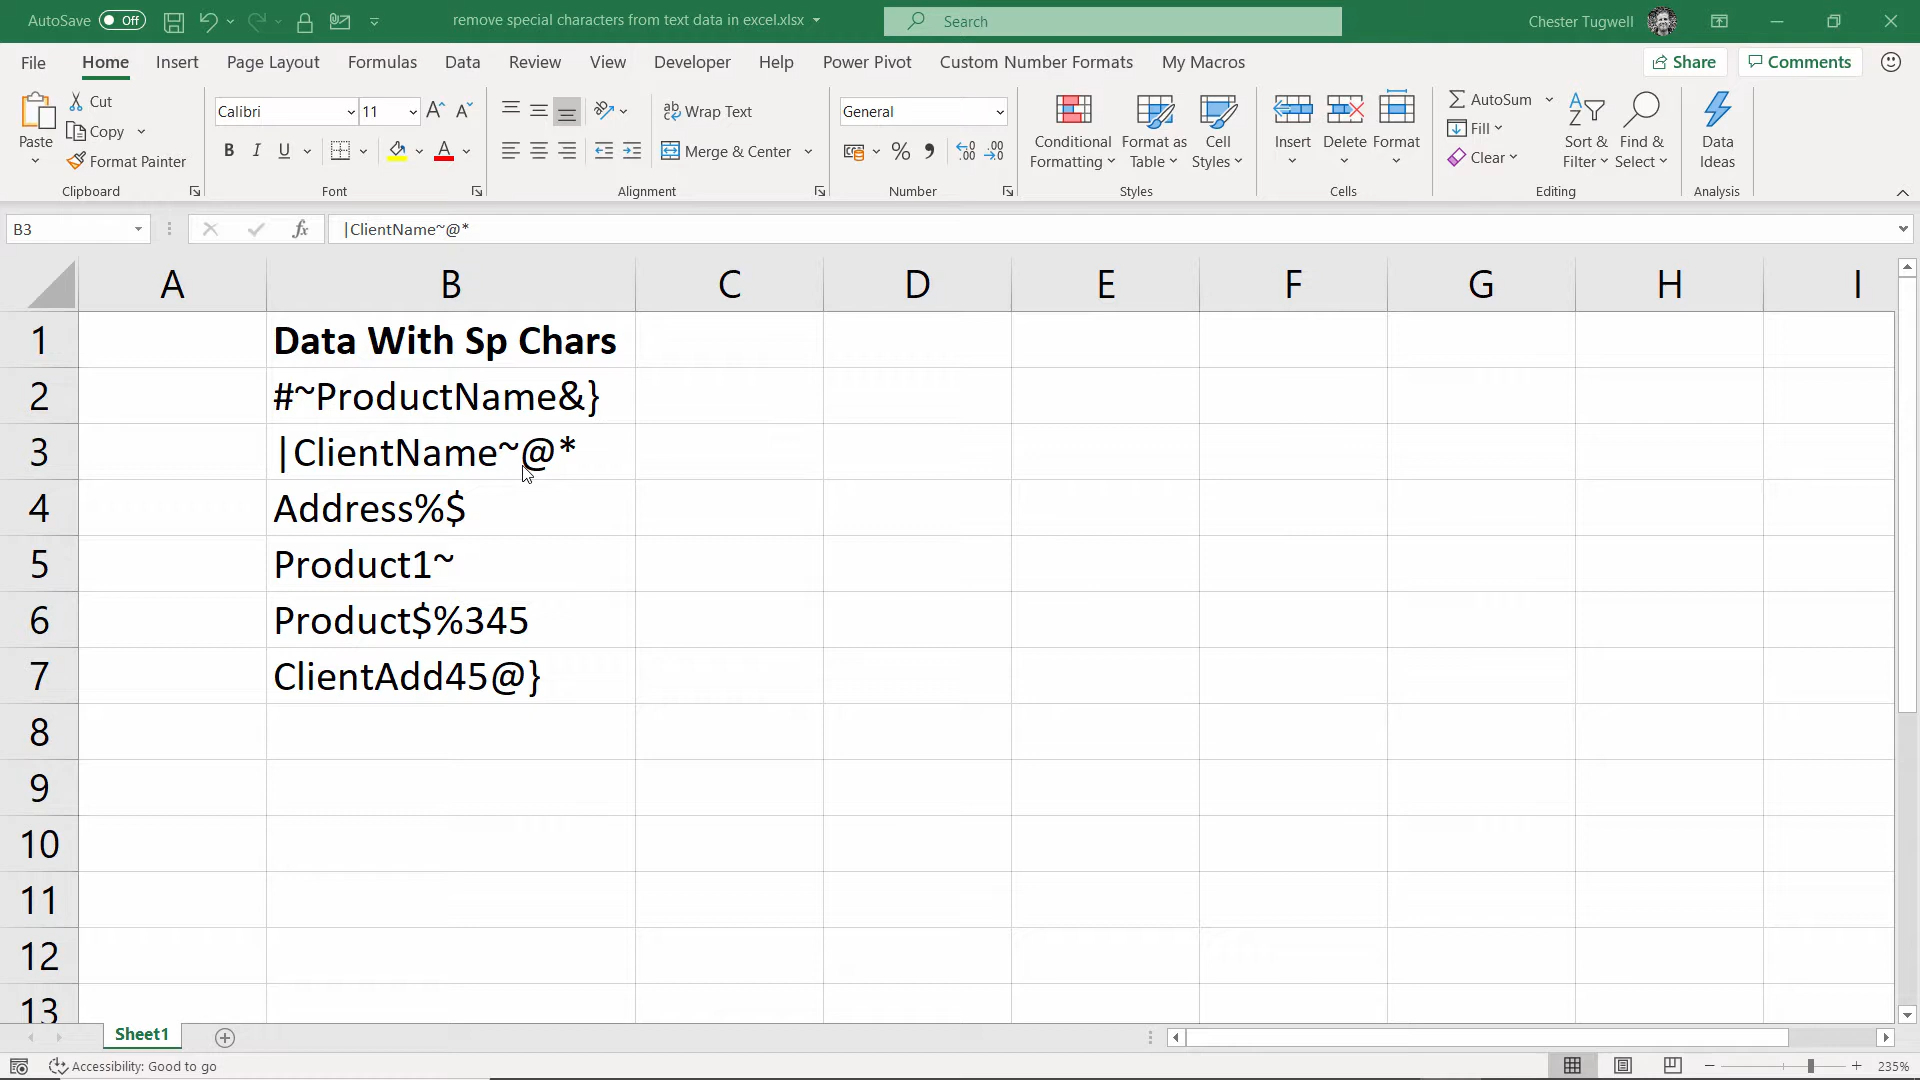 AutoSave Off
remove special characters from text data in excel.xlsx
Search
Chester Tugwell
File Home Insert Page Layout Formulas Data Review View Developer Help Power Pivot Custom Number Formats My Macros Share Comments
Paste
Cut
Copy
Format Painter
Clipboard
Calibri 11
B I U A
Font
ab Wrap Text
Merge & Center
Alignment
General
% 9
Number
Conditional Formatting
Format as Table
Cell Styles
Styles
Insert Delete Format
Cells
AutoSum
Fill
Clear
Sort & Filter
Find & Select
Editing
Data Ideas
Analysis
B3 fx |ClientName~@*
A B C D E F G H I
1 Data With Sp Chars
2 #~ProductName&}
3 |ClientName~@*
4 Address%$
5 Product1~
6 Product$%345
7 ClientAdd45@}
8
9
10
11
12
13
Sheet1
Accessibility: Good to go
235%